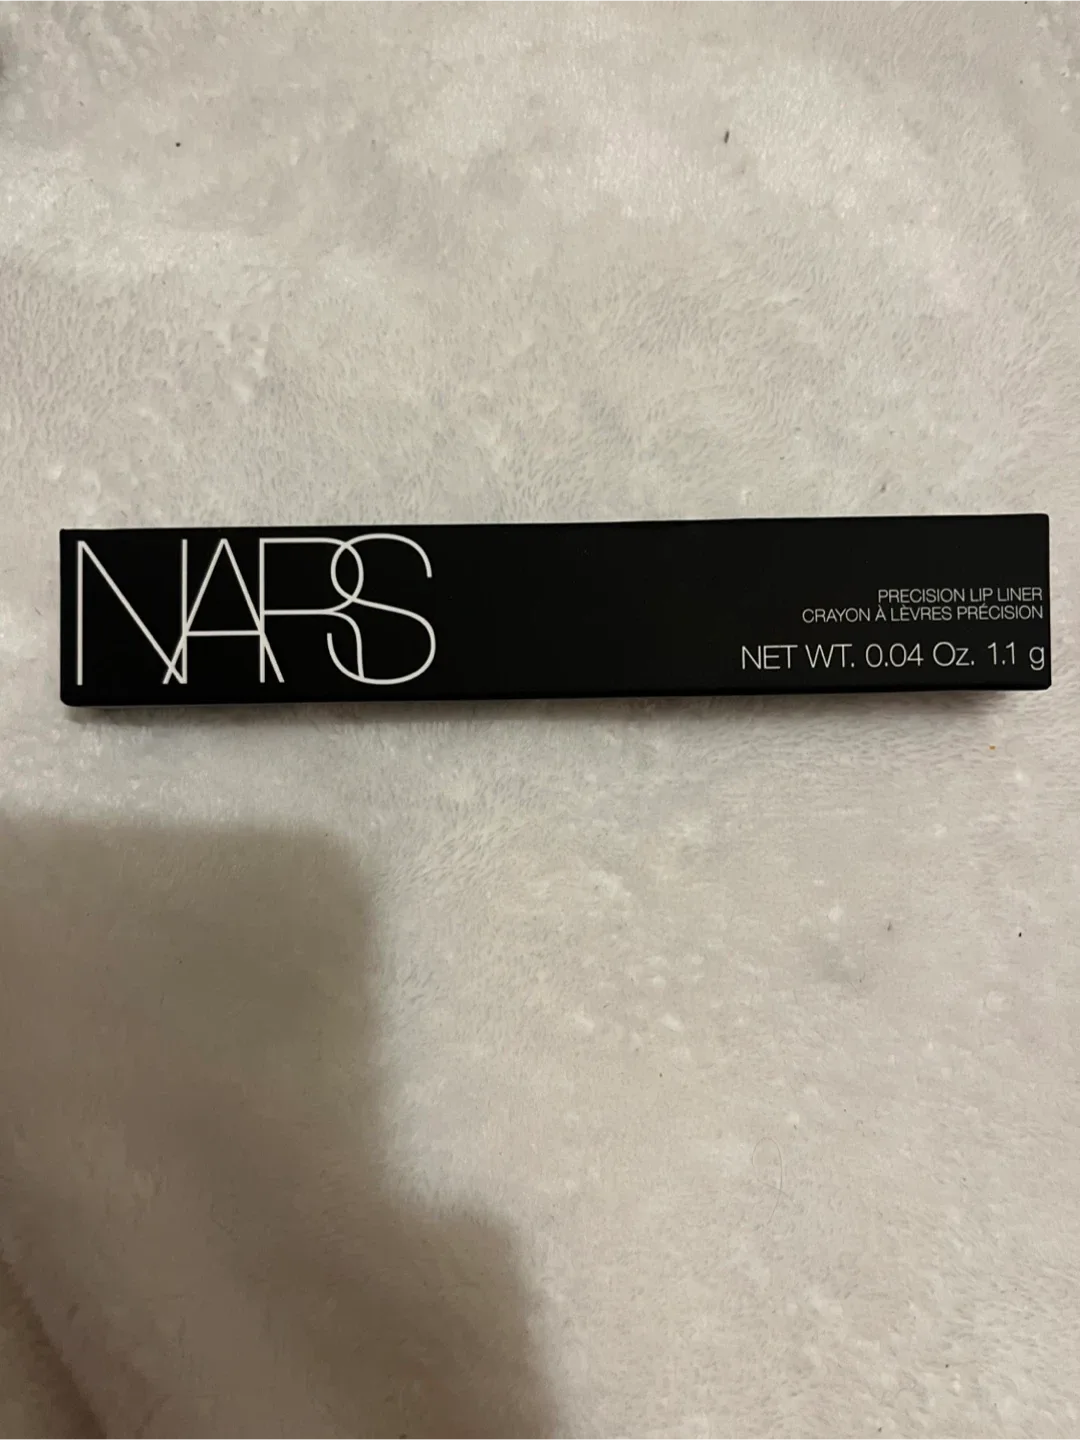 NARS
PRECISION LIP LINER
CRAYON À LÈVRES PRÉCISION
NET WT. 0.04 Oz. 1.1 g